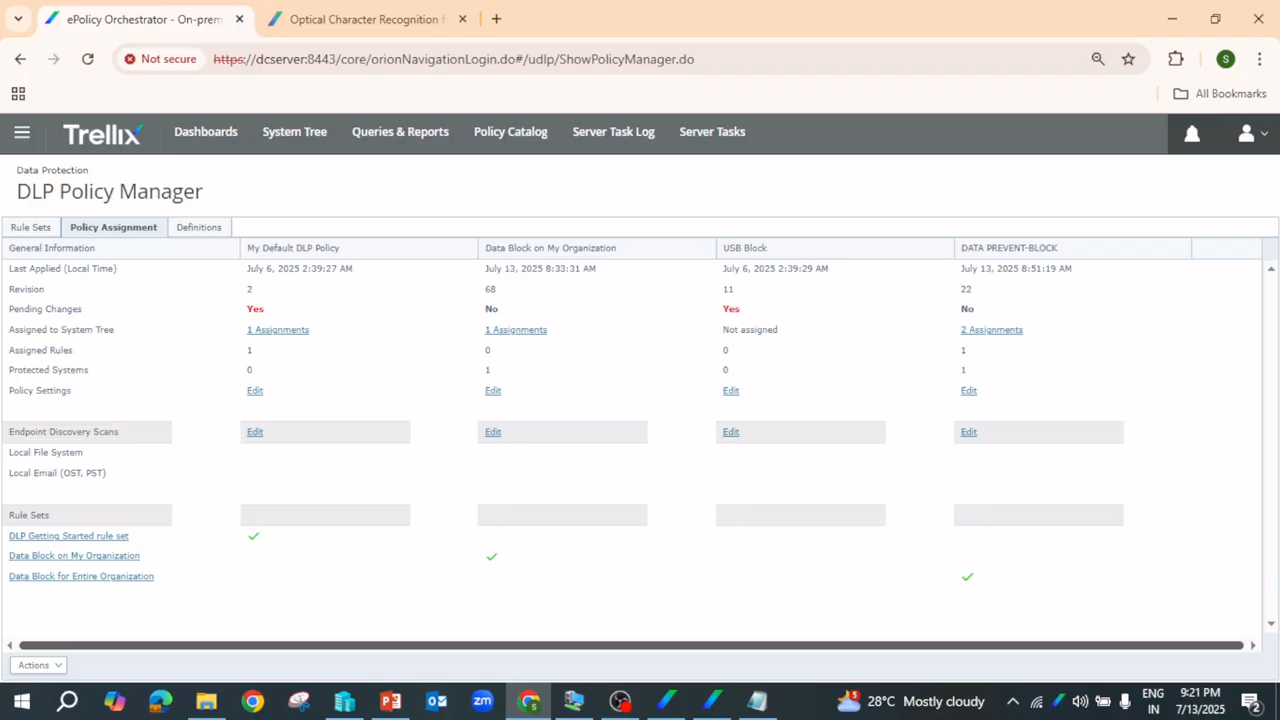 ePolicy Orchestrator - On-prem
Optical Character Recognition
Not secure
https://dcserver:8443/core/orionNavigationLogin.do#/udlp/ShowPolicyManager.do
S
All Bookmarks
Trellix
Dashboards
System Tree
Queries & Reports
Policy Catalog
Server Task Log
Server Tasks
Data Protection
DLP Policy Manager
Rule Sets
Policy Assignment
Definitions
General Information My Default DLP Policy Data Block on My Organization USB Block DATA PREVENT-BLOCK
Last Applied (Local Time) July 6, 2025 2:39:27 AM July 13, 2025 8:33:31 AM July 6, 2025 2:39:29 AM July 13, 2025 8:51:19 AM
Revision 2 68 11 22
Pending Changes Yes No Yes No
Assigned to System Tree 1 Assignments 1 Assignments Not assigned 2 Assignments
Assigned Rules 1 0 0 1
Protected Systems 0 1 0 1
Policy Settings Edit Edit Edit Edit
Endpoint Discovery Scans Edit Edit Edit Edit
Local File System
Local Email (OST, PST)
Rule Sets
DLP Getting Started rule set
Data Block on My Organization
Data Block for Entire Organization
Actions
zm
5
28°C Mostly cloudy
ENG
IN
9:21 PM
7/13/2025
2